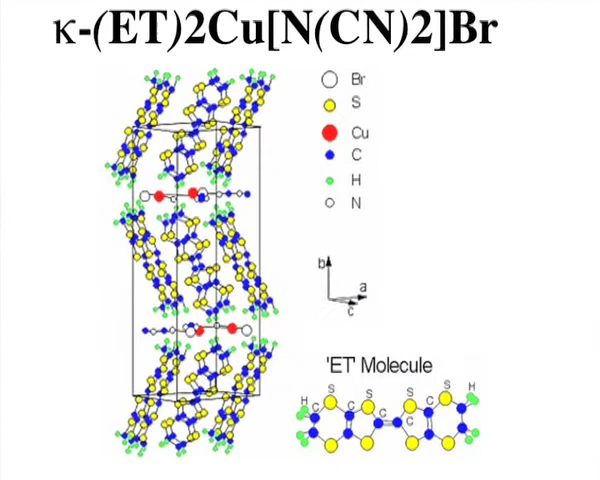 κ-(ET)2Cu[N(CN)2]Br
Br
S
Cu
C
H
N
b
a
c
'ET' Molecule
S S S S H
H C C C C
C